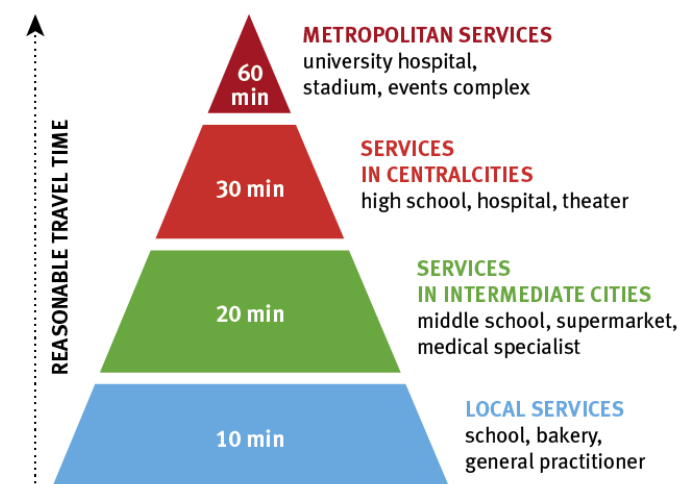 REASONABLE TRAVEL TIME
60
min
METROPOLITAN SERVICES
university hospital,
stadium, events complex
30 min
SERVICES
IN CENTRALCITIES
high school, hospital, theater
20 min
SERVICES
IN INTERMEDIATE CITIES
middle school, supermarket,
medical specialist
10 min
LOCAL SERVICES
school, bakery,
general practitioner